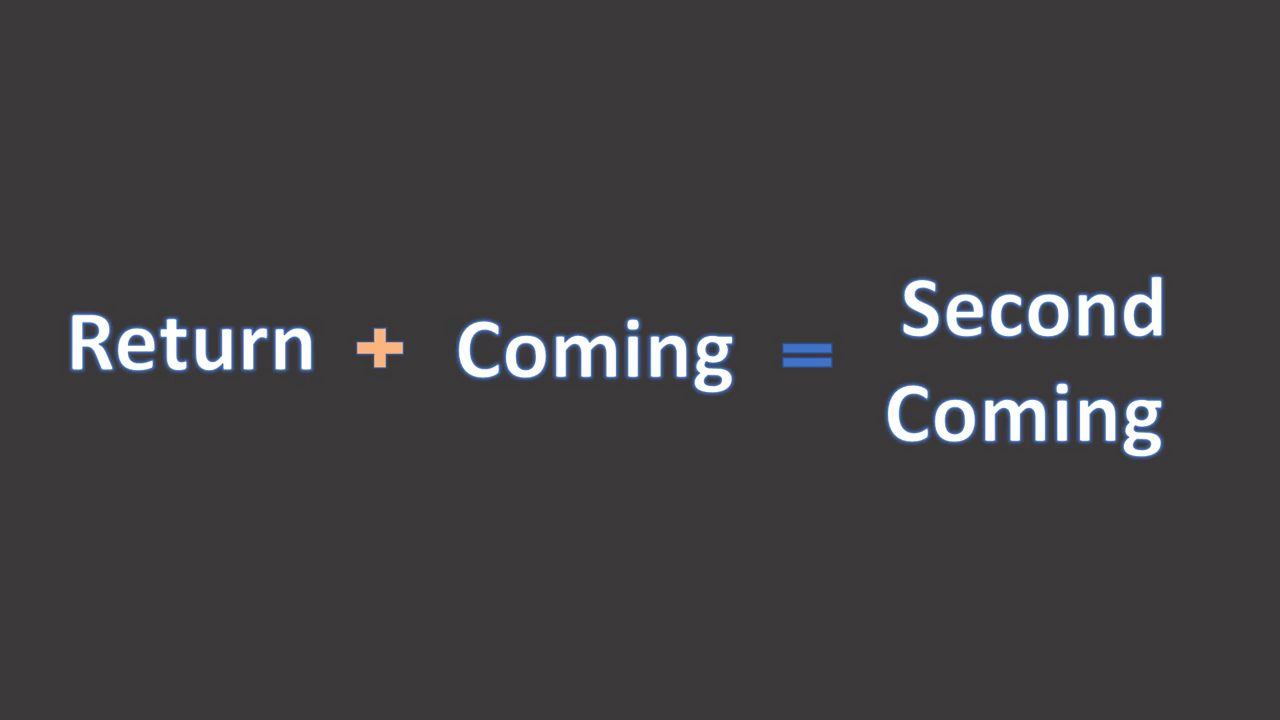 Return + Coming = Second
Coming